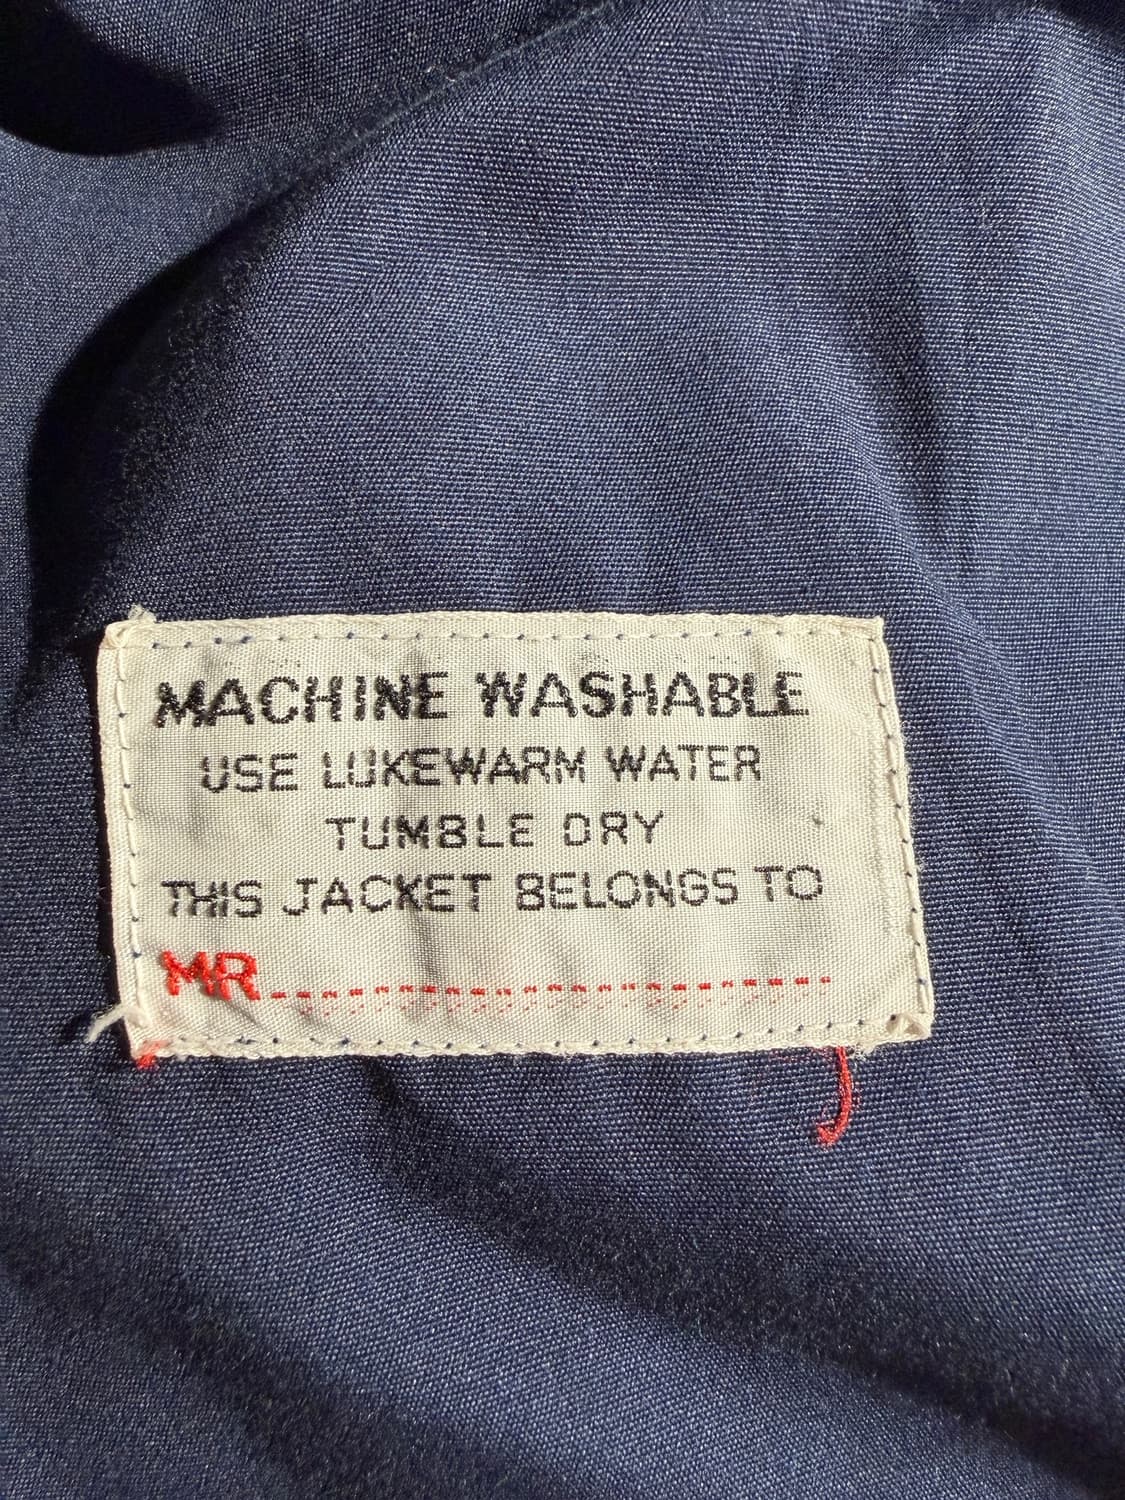 MACHINE WASHABLE
USE LUKEWARM WATER
TUMBLE DRY
THIS JACKET BELONGS TO
MR